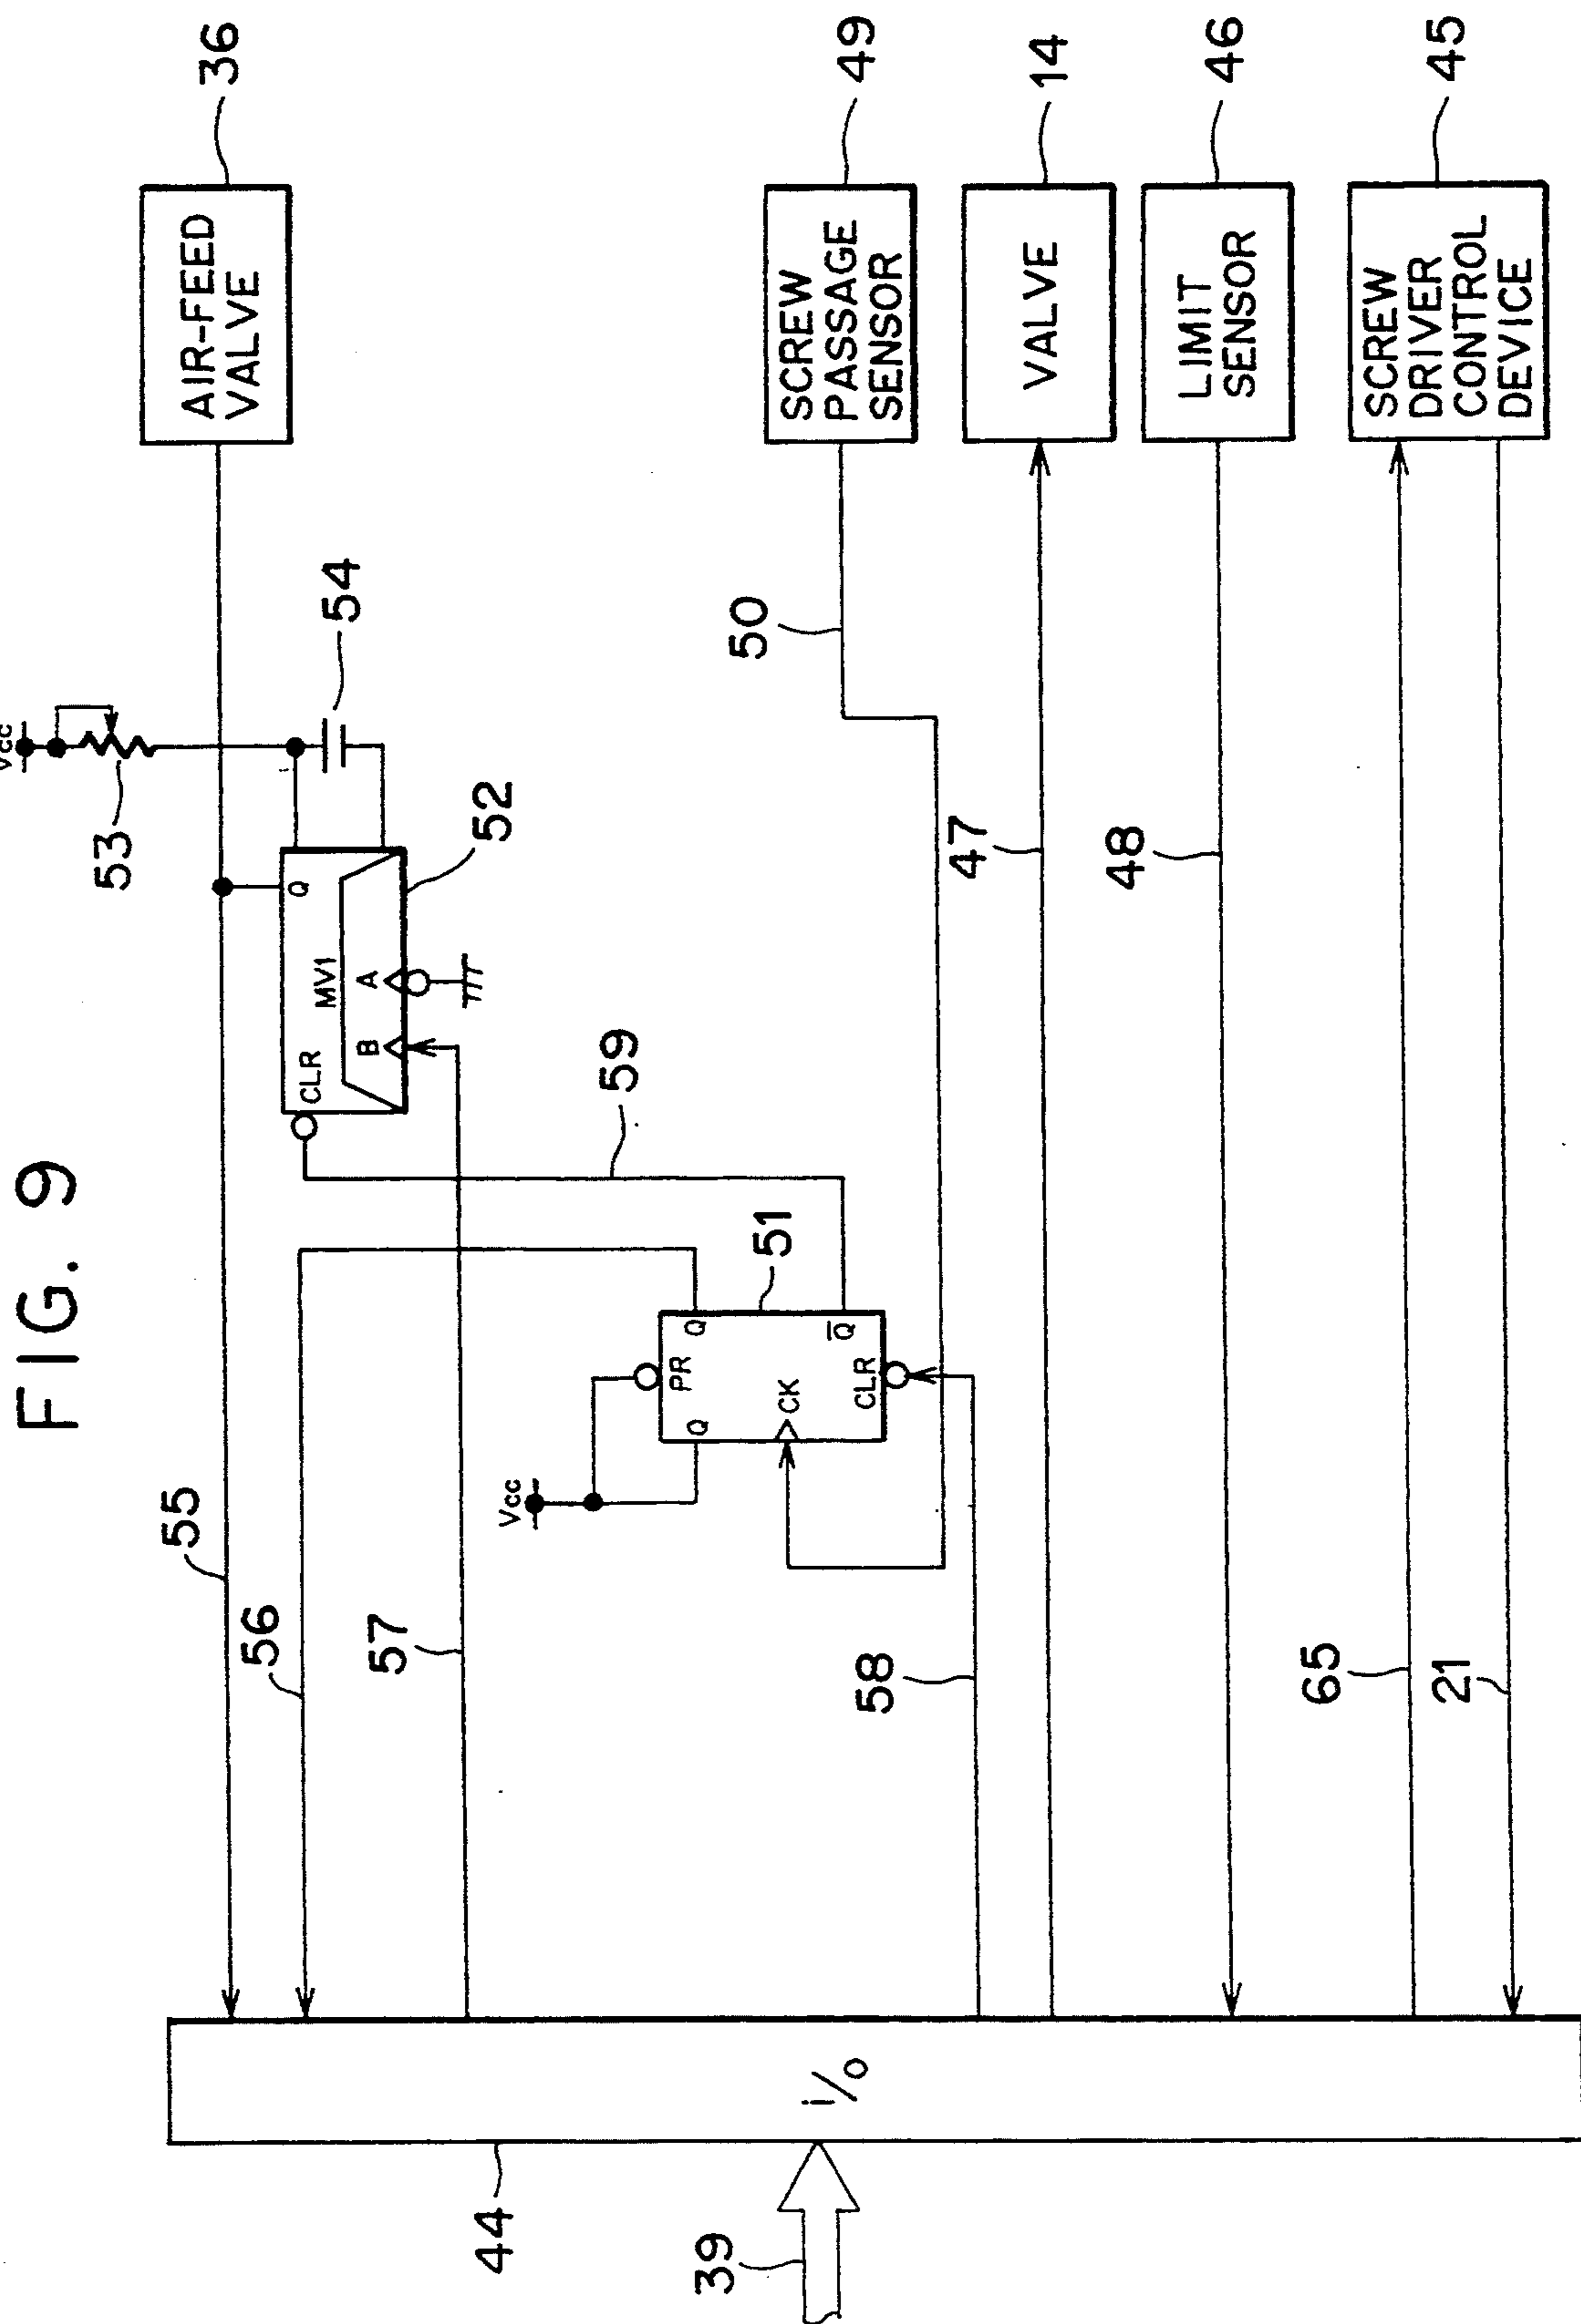 FIG. 9
36
AIR-FEED
VALVE
Vcc
53
54
52
Q
MV1
CLR
B
A
59
55
56
57
51
Q
PR
Q
CK
Q̅
CLR
Vcc
50
49
SCREW
PASSAGE
SENSOR
58
47
14
VALVE
48
46
LIMIT
SENSOR
65
21
45
SCREW
DRIVER
CONTROL
DEVICE
44
i/o
39